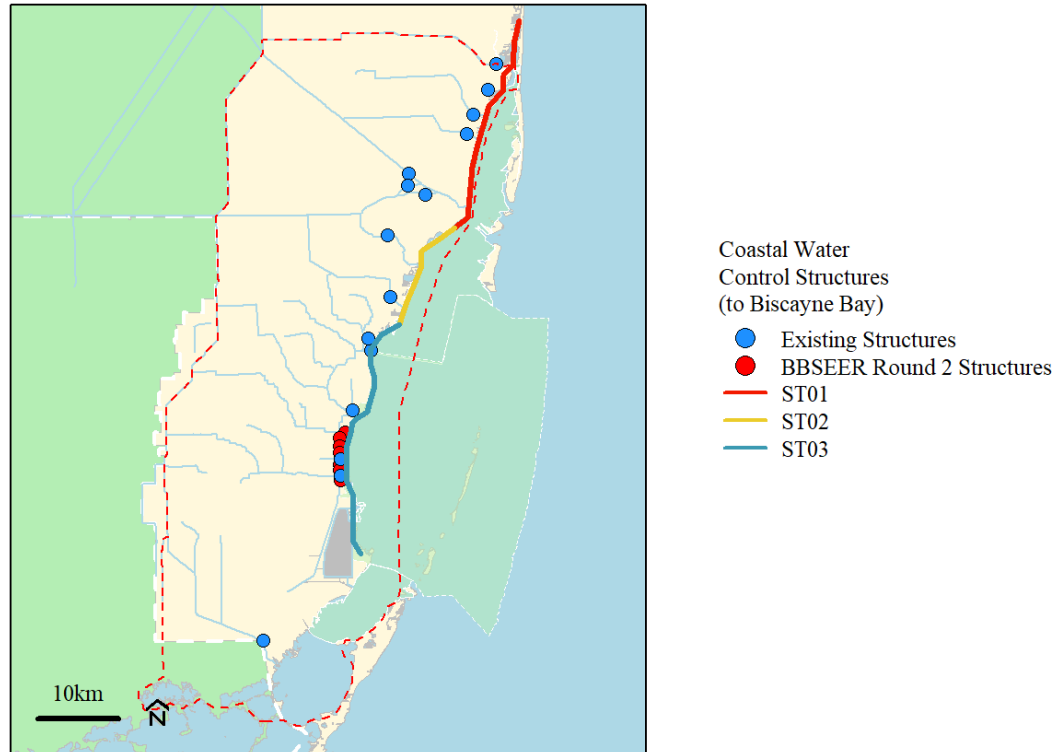 Coastal Water
Control Structures
(to Biscayne Bay)
Existing Structures
BBSEER Round 2 Structures
ST01
ST02
ST03
10km
N